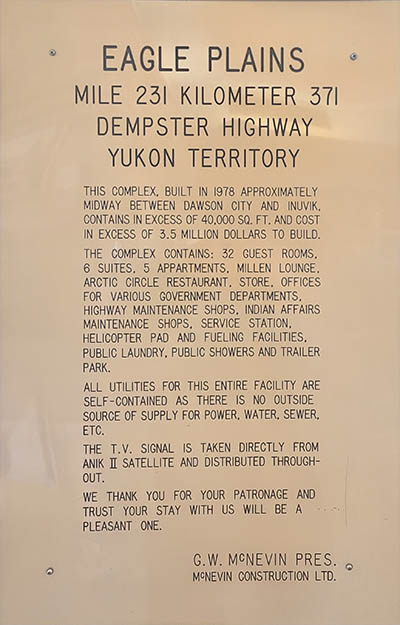 EAGLE PLAINS
MILE 231 KILOMETER 371
DEMPSTER HIGHWAY
YUKON TERRITORY
THIS COMPLEX, BUILT IN 1978 APPROXIMATELY
MIDWAY BETWEEN DAWSON CITY AND INUVIK,
CONTAINS IN EXCESS OF 40,000 SQ. FT. AND COST
IN EXCESS OF 3.5 MILLION DOLLARS TO BUILD.
THE COMPLEX CONTAINS: 32 GUEST ROOMS,
6 SUITES, 5 APPARTMENTS, MILLEN LOUNGE,
ARCTIC CIRCLE RESTAURANT, STORE, OFFICES
FOR VARIOUS GOVERNMENT DEPARTMENTS,
HIGHWAY MAINTENANCE SHOPS, INDIAN AFFAIRS
MAINTENANCE SHOPS, SERVICE STATION,
HELICOPTER PAD AND FUELING FACILITIES,
PUBLIC LAUNDRY, PUBLIC SHOWERS AND TRAILER
PARK.
ALL UTILITIES FOR THIS ENTIRE FACILITY ARE
SELF-CONTAINED AS THERE IS NO OUTSIDE
SOURCE OF SUPPLY FOR POWER, WATER, SEWER,
ETC.
THE T.V. SIGNAL IS TAKEN DIRECTLY FROM
ANIK II SATELLITE AND DISTRIBUTED THROUGH-
OUT.
WE THANK YOU FOR YOUR PATRONAGE AND
TRUST YOUR STAY WITH US WILL BE A
PLEASANT ONE.
G.W. McNEVIN PRES.
McNEVIN CONSTRUCTION LTD.